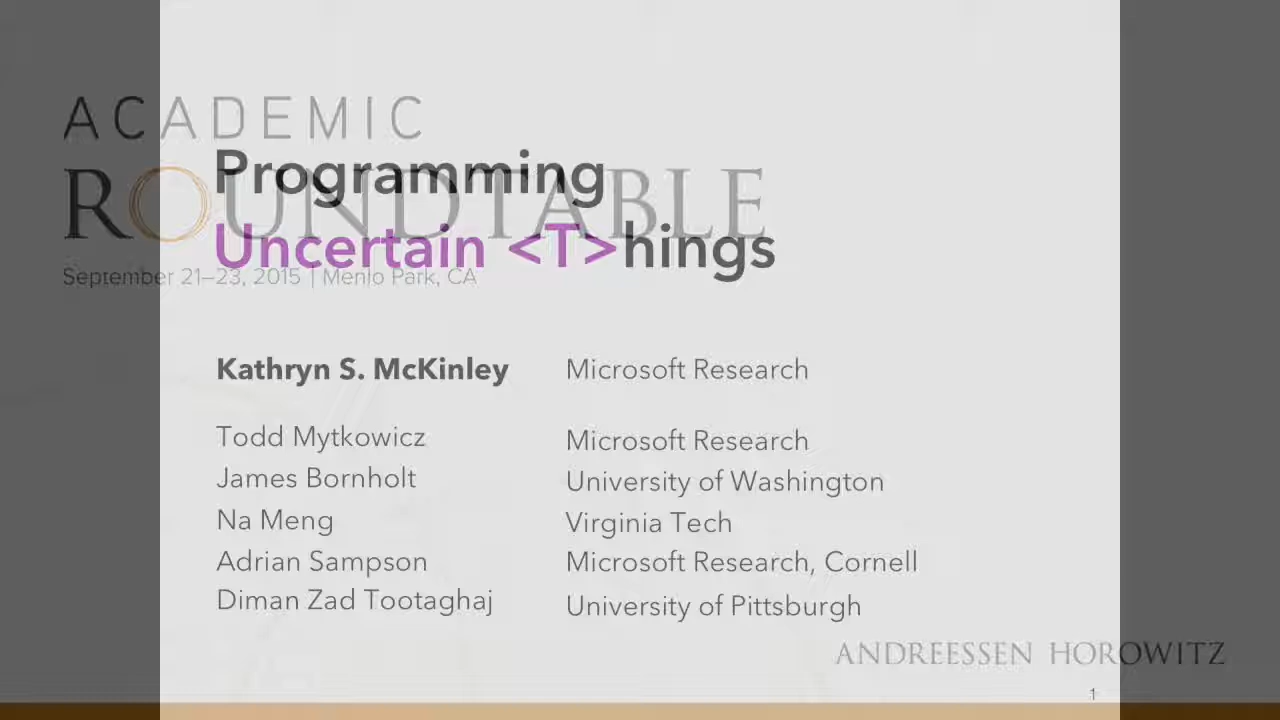 ACADEMIC
ROUNDTABLE
September 21–23, 2015 | Menlo Park, CA
Programming
Uncertain <T>hings
Kathryn S. McKinley Microsoft Research
Todd Mytkowicz Microsoft Research
James Bornholt University of Washington
Na Meng Virginia Tech
Adrian Sampson Microsoft Research, Cornell
Diman Zad Tootaghaj University of Pittsburgh
ANDREESSEN HOROWITZ
1